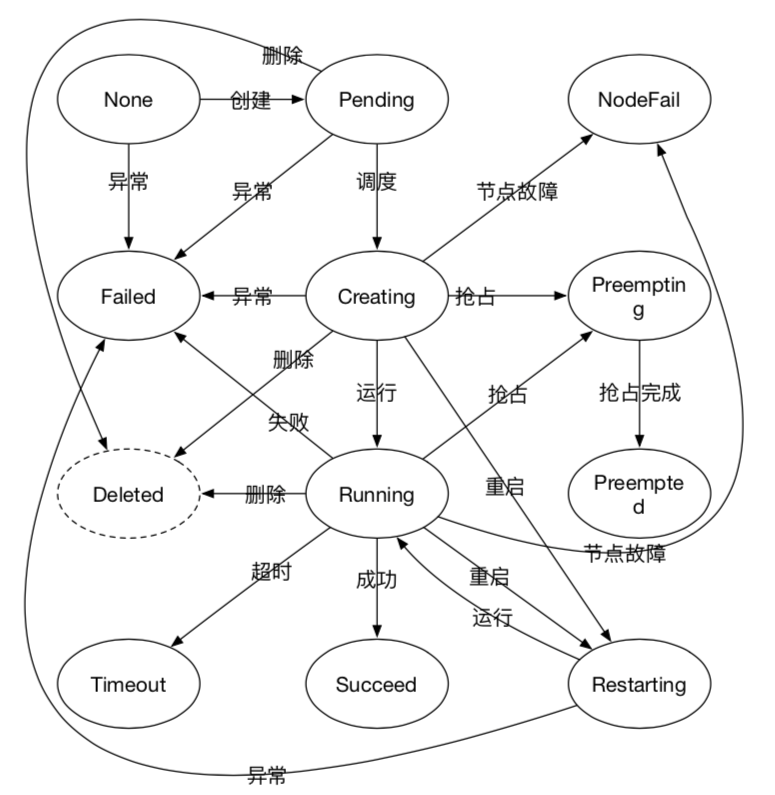 删除
None
创建
Pending
NodeFail
异常
异常
调度
节点故障
Failed
异常
Creating
抢占
Preemptin
g
删除
运行
抢占
抢占完成
失败
Deleted
删除
Running
重启
Preempte
d
节点故障
超时
成功
重启
运行
Timeout
Succeed
Restarting
异常